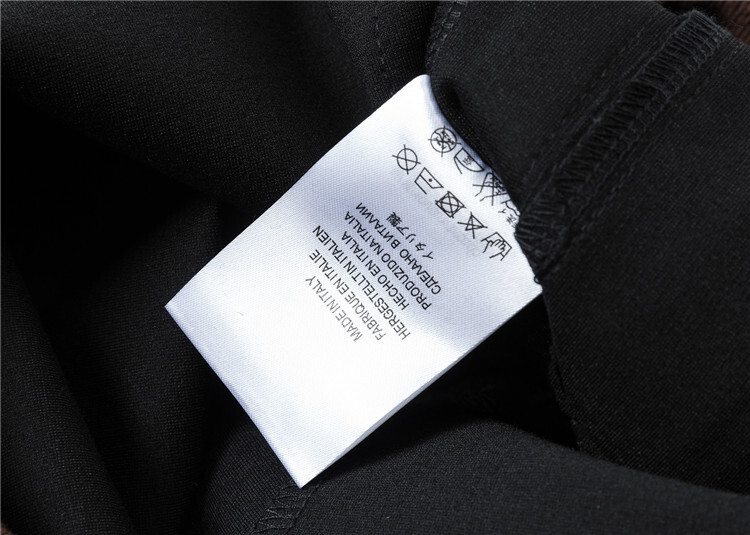 MADE IN ITALY
FABRIQUE EN ITALIE
HERGESTELLT IN ITALIEN
HECHO EN ITALIA
PRODUZIDO NA ITALIA
СДЕЛАНО В ИТАЛИИ
イタリア製